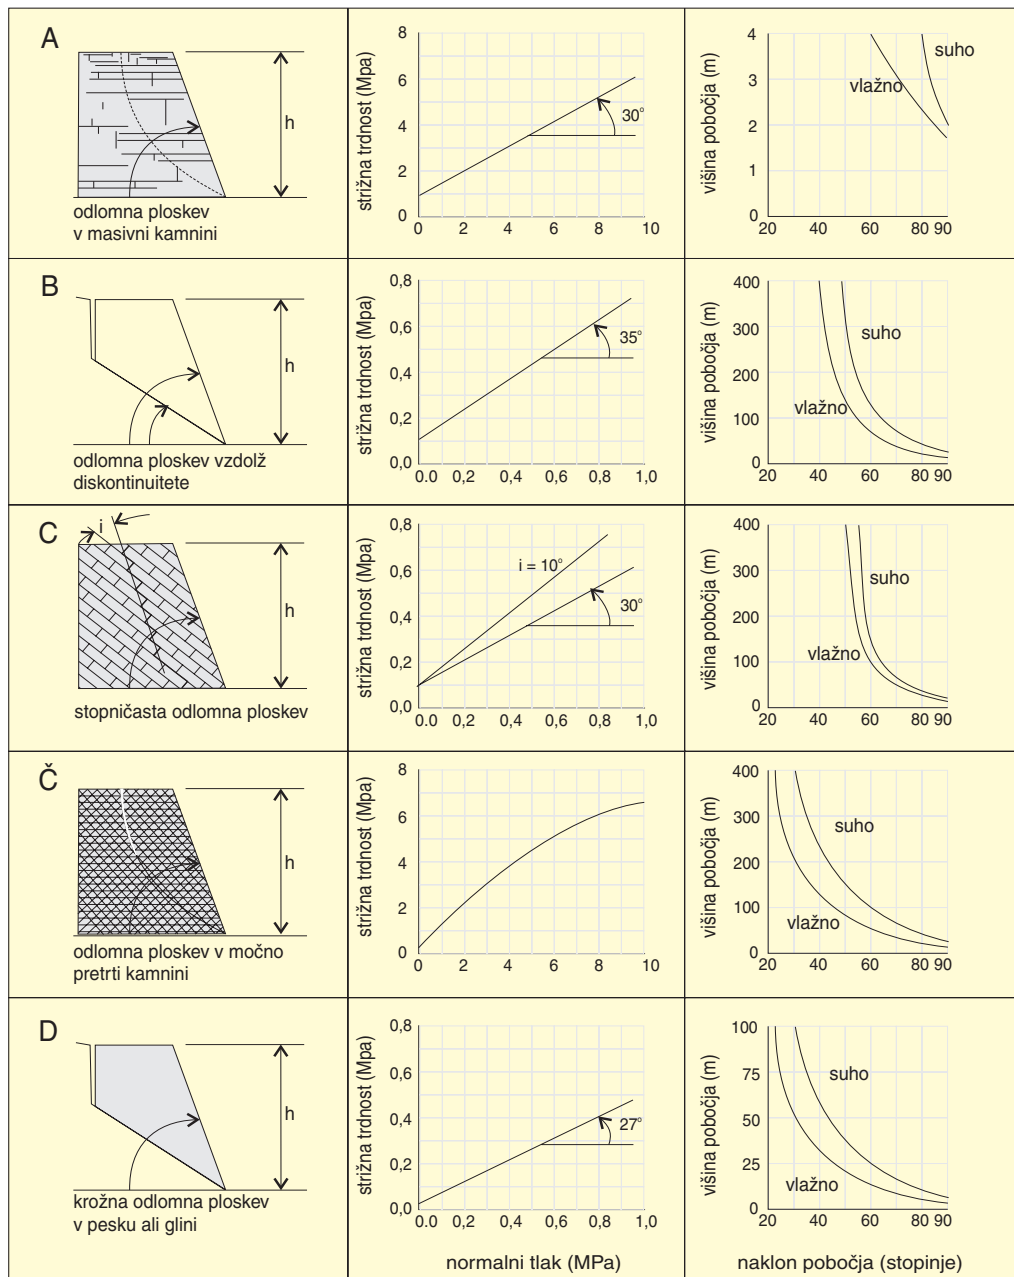 A
h
odlomna ploskev
v masivni kamnini
strižna trdnost (Mpa)
8
6
4
2
0
30°
0 2 4 6 8 10
višina pobočja (m)
4
3
2
1
0
suho
vlažno
20 40 60 80 90
B
h
odlomna ploskev vzdolž
diskontinuitete
strižna trdnost (Mpa)
0,8
0,6
0,4
0,2
0,0
35°
0.0 0,2 0,4 0,6 0,8 1,0
višina pobočja (m)
400
300
200
100
0
suho
vlažno
20 40 60 80 90
C
i
h
stopničasta odlomna ploskev
strižna trdnost (Mpa)
0,8
0,6
0,4
0,2
0,0
i = 10°
30°
0.0 0,2 0,4 0,6 0,8 1,0
višina pobočja (m)
400
300
200
100
0
suho
vlažno
20 40 60 80 90
Č
h
odlomna ploskev v močno
pretrti kamnini
strižna trdnost (Mpa)
8
6
4
2
0
0 2 4 6 8 10
višina pobočja (m)
400
300
200
100
0
suho
vlažno
20 40 60 80 90
D
h
krožna odlomna ploskev
v pesku ali glini
strižna trdnost (Mpa)
0,8
0,6
0,4
0,2
0,0
27°
0.0 0,2 0,4 0,6 0,8 1,0
normalni tlak (MPa)
višina pobočja (m)
100
75
50
25
0
suho
vlažno
20 40 60 80 90
naklon pobočja (stopinje)